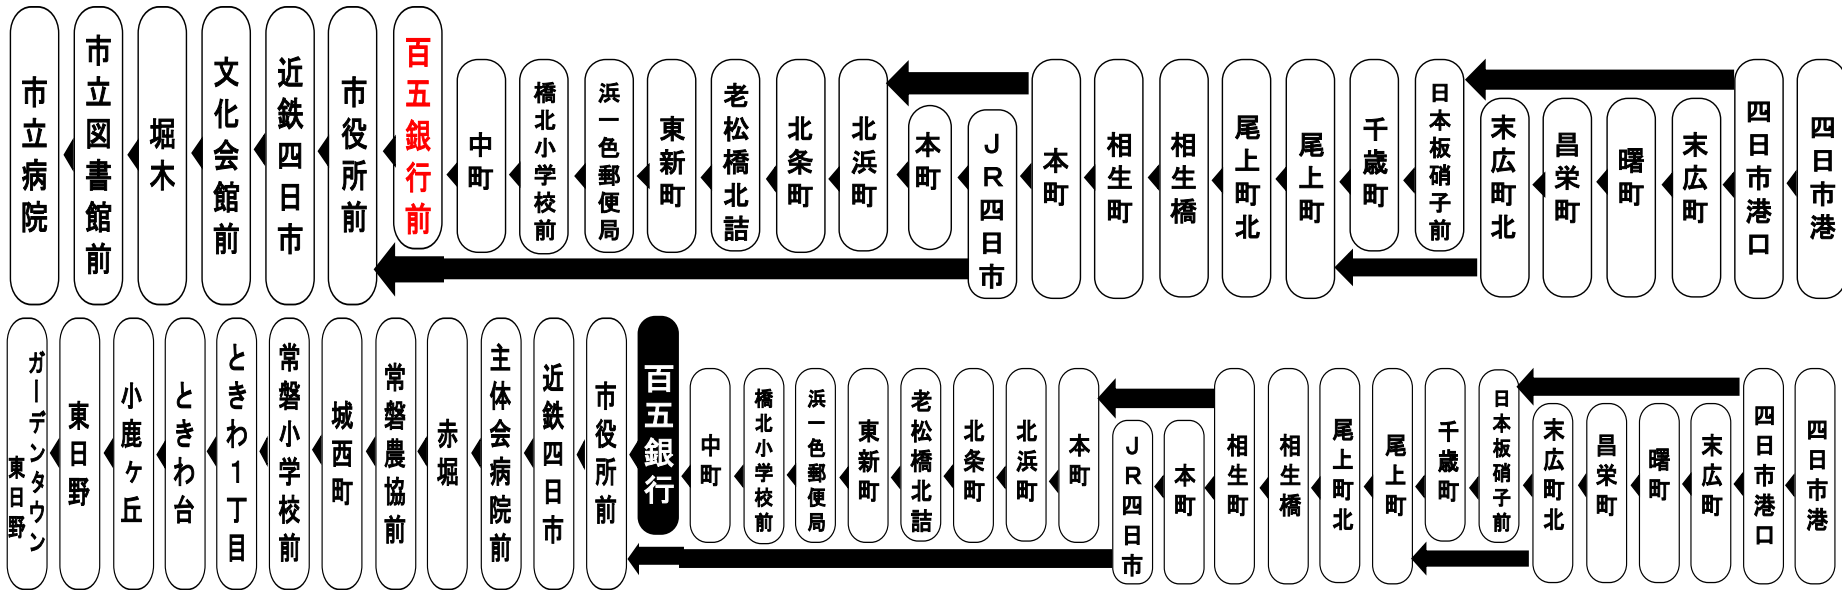 四日市港
四日市港口
末広町
曙町
昌栄町
末広町北
日本板硝子前
千歳町
尾上町
尾上町北
相生橋
相生町
本町
JR四日市
本町
北浜町
北条町
老松橋北詰
東新町
浜一色郵便局
橋北小学校前
中町
百五銀行前
市役所前
近鉄四日市
文化会館前
堀木
市立図書館前
市立病院
四日市港
四日市港口
末広町
曙町
昌栄町
末広町北
日本板硝子前
千歳町
尾上町
尾上町北
相生橋
相生町
本町
JR四日市
本町
北浜町
北条町
老松橋北詰
東新町
浜一色郵便局
橋北小学校前
中町
百五銀行
市役所前
近鉄四日市
主体会病院前
赤堀
常磐農協前
城西町
常磐小学校前
ときわ1丁目
ときわ台
小鹿ヶ丘
東日野
ガーデンタウン
東日野